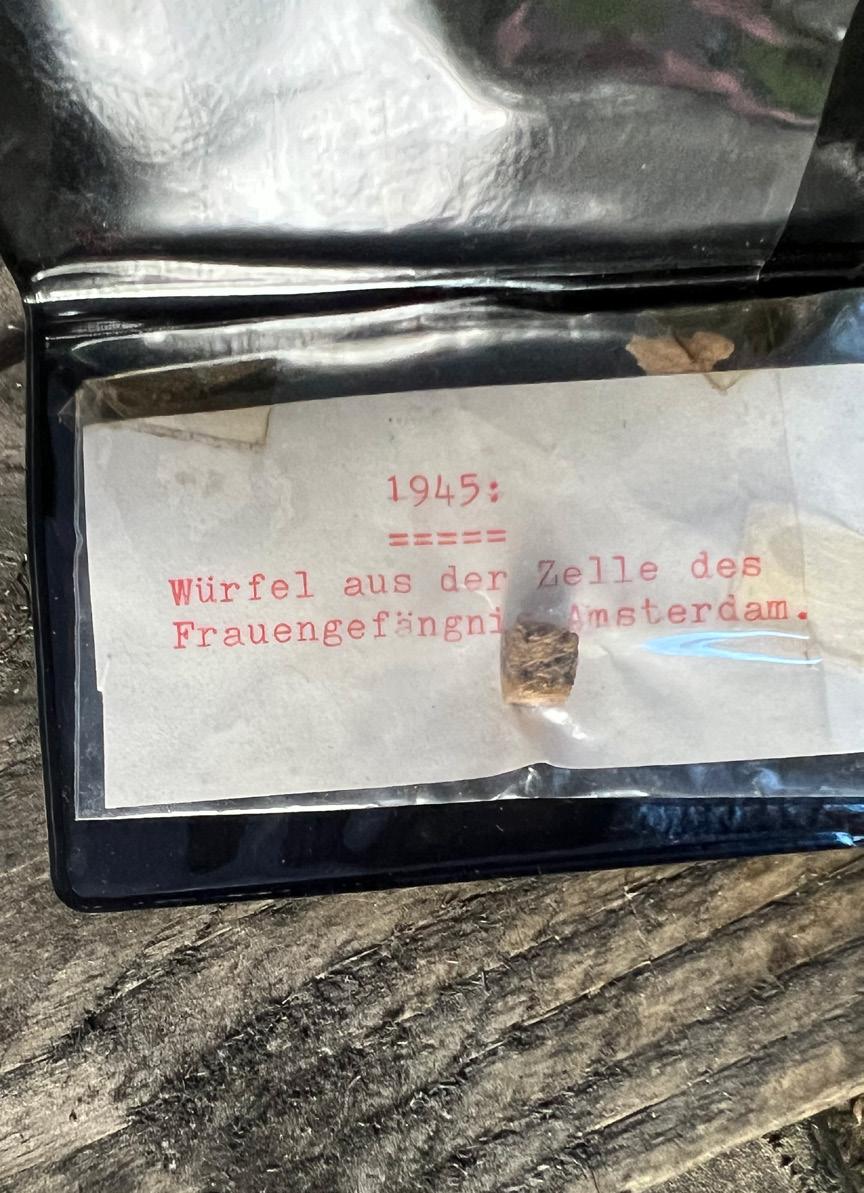 1945:
=====
Würfel aus der Zelle des
Frauengefängni Amsterdam.